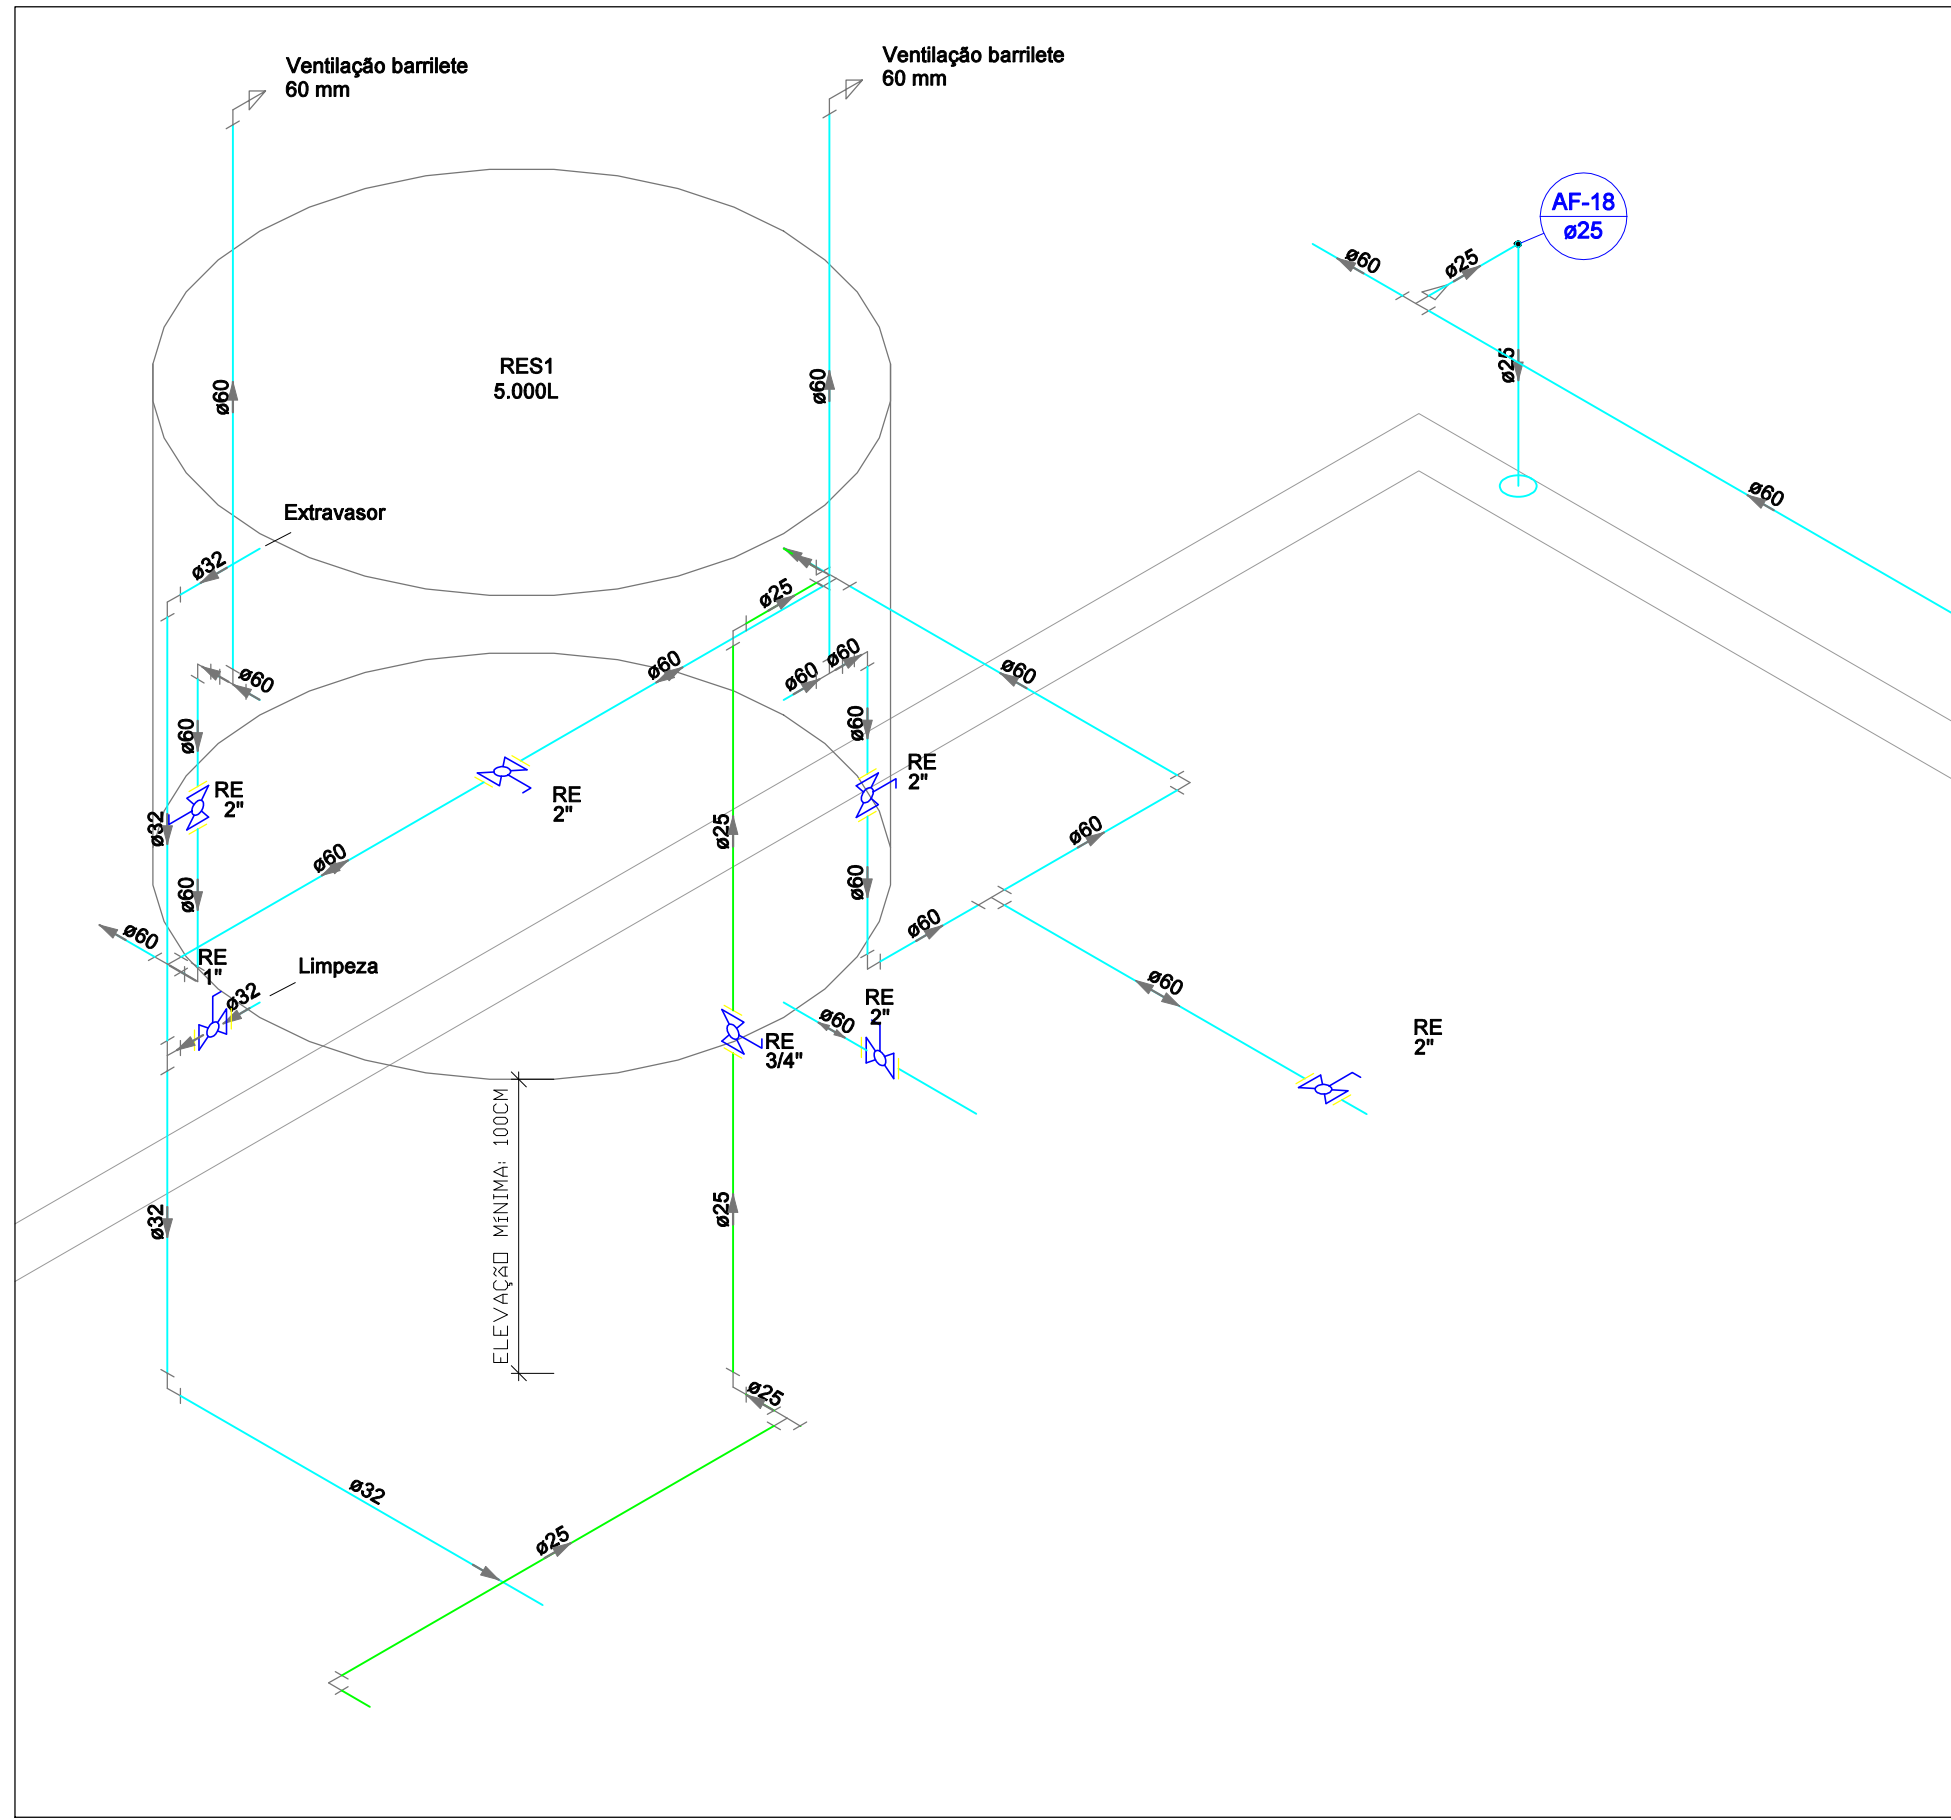 Ventilação barrilete
60 mm
Ventilação barrilete
60 mm
AF-18
ø25
ø60
ø25
ø25
RES1
5.000L
ø60
ø60
ø60
Extravasor
ø32
ø25
ø60
ø60
ø60
ø60
ø60
ø60
ø60
RE
2"
RE
2"
RE
2"
ø32
ø25
ø60
ø60
ø60
ø60
ø60
ø60
RE
1"
Limpeza
ø32
ø60
RE
2"
ø60
RE
2"
RE
3/4"
ELEVAÇÃO MÍNIMA: 100CM
ø32
ø25
ø25
ø32
ø25